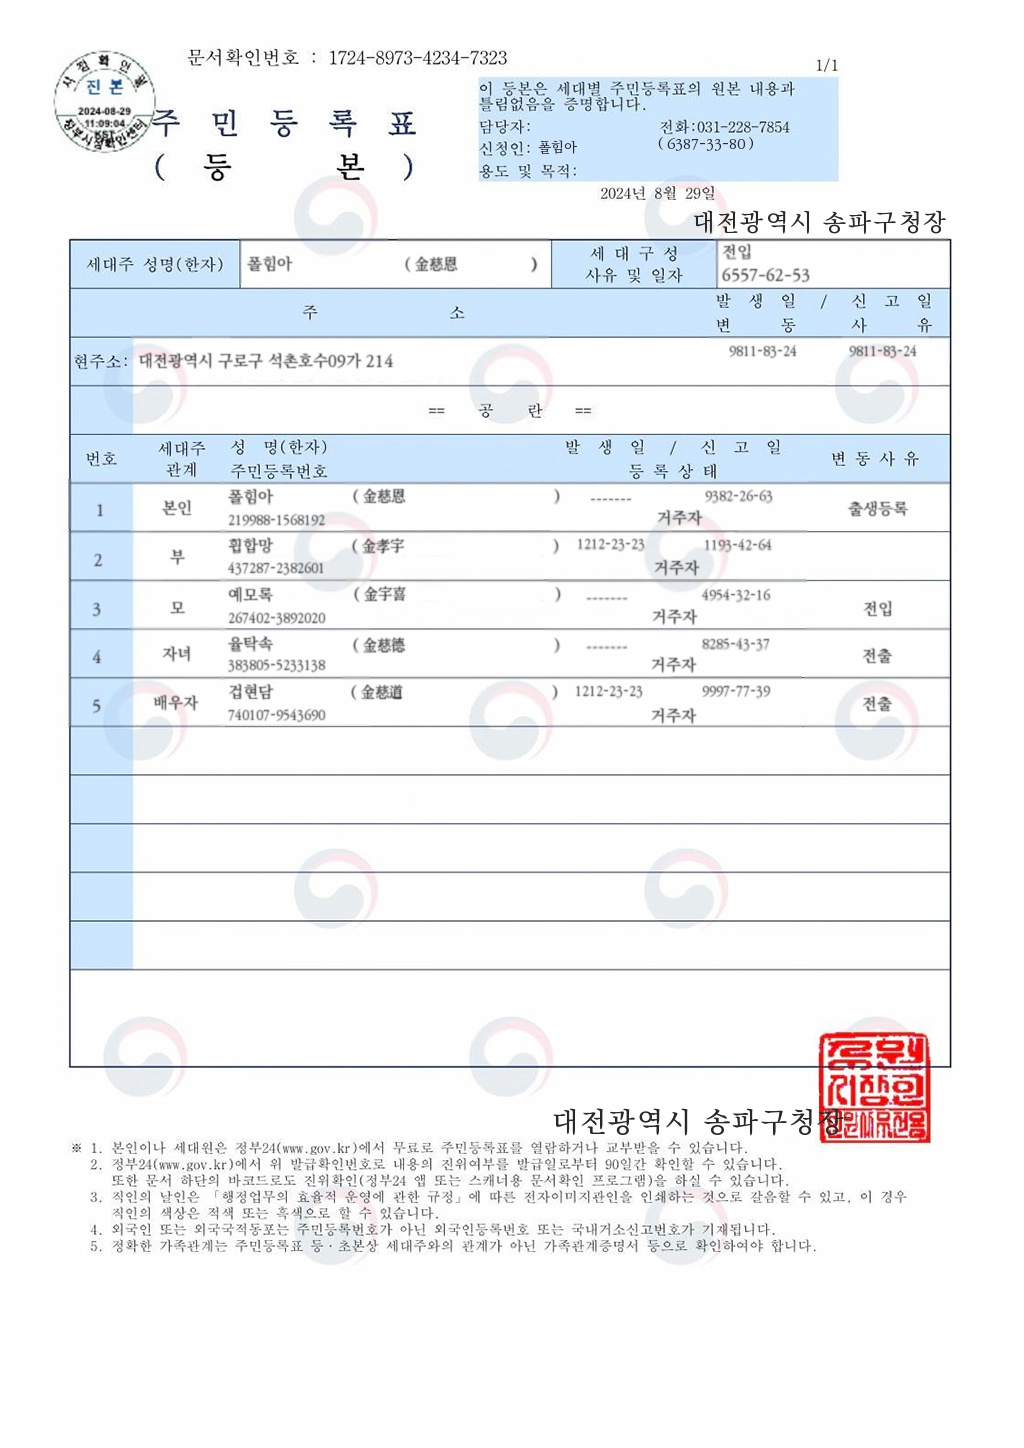 문서확인번호 : 1724-8973-4234-7323
1/1
시점확인필
진본
2024-08-29
11:09:04
KST
정부시점확인센터
주 민 등 록 표
( 등 본 )
이 등본은 세대별 주민등록표의 원본 내용과
틀림없음을 증명합니다.
담당자: 전화:031-228-7854
신청인: 폴힘아 ( 6387-33-80 )
용도 및 목적:
2024년 8월 29일
대전광역시 송파구청장
세대주 성명(한자) 폴힘아 ( 金慈恩 ) 세 대 구 성 전입
사유 및 일자 6557-62-53
주 소 발 생 일 / 신 고 일
변 동 사 유
현주소: 대전광역시 구로구 석촌호수09가 214 9811-83-24 9811-83-24
== 공 란 ==
번호 세대주 성 명(한자) 발 생 일 / 신 고 일 변 동 사 유
관계 주민등록번호 등 록 상 태
1 본인 폴힘아 ( 金慈恩 ) ------- 9382-26-63 출생등록
219988-1568192 거주자
2 부 휩합망 ( 金孝宇 ) 1212-23-23 1193-42-64
437287-2382601 거주자
3 모 예모록 ( 金宇喜 ) ------- 4954-32-16 전입
267402-3892020 거주자
4 자녀 율탁속 ( 金慈德 ) ------- 8285-43-37 전출
383805-5233138 거주자
5 배우자 겁현담 ( 金慈道 ) 1212-23-23 9997-77-39 전출
740107-9543690 거주자
대전광역시 송파구청장
※ 1. 본인이나 세대원은 정부24(www.gov.kr)에서 무료로 주민등록표를 열람하거나 교부받을 수 있습니다.
2. 정부24(www.gov.kr)에서 위 발급확인번호로 내용의 진위여부를 발급일로부터 90일간 확인할 수 있습니다.
또한 문서 하단의 바코드로도 진위확인(정부24 앱 또는 스캐너용 문서확인 프로그램)을 하실 수 있습니다.
3. 직인의 날인은 「행정업무의 효율적 운영에 관한 규정」에 따른 전자이미지관인을 인쇄하는 것으로 갈음할 수 있고, 이 경우
직인의 색상은 적색 또는 흑색으로 할 수 있습니다.
4. 외국인 또는 외국국적동포는 주민등록번호가 아닌 외국인등록번호 또는 국내거소신고번호가 기재됩니다.
5. 정확한 가족관계는 주민등록표 등·초본상 세대주와의 관계가 아닌 가족관계증명서 등으로 확인하여야 합니다.